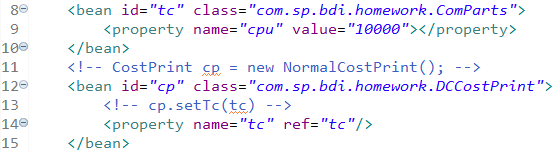 8 <bean id="tc" class="com.sp.bdi.homework.ComParts">
9 <property name="cpu" value="10000"></property>
10 </bean>
11 <!-- CostPrint cp = new NormalCostPrint(); -->
12 <bean id="cp" class="com.sp.bdi.homework.DCCostPrint">
13 <!-- cp.setTc(tc) -->
14 <property name="tc" ref="tc"/>
15 </bean>